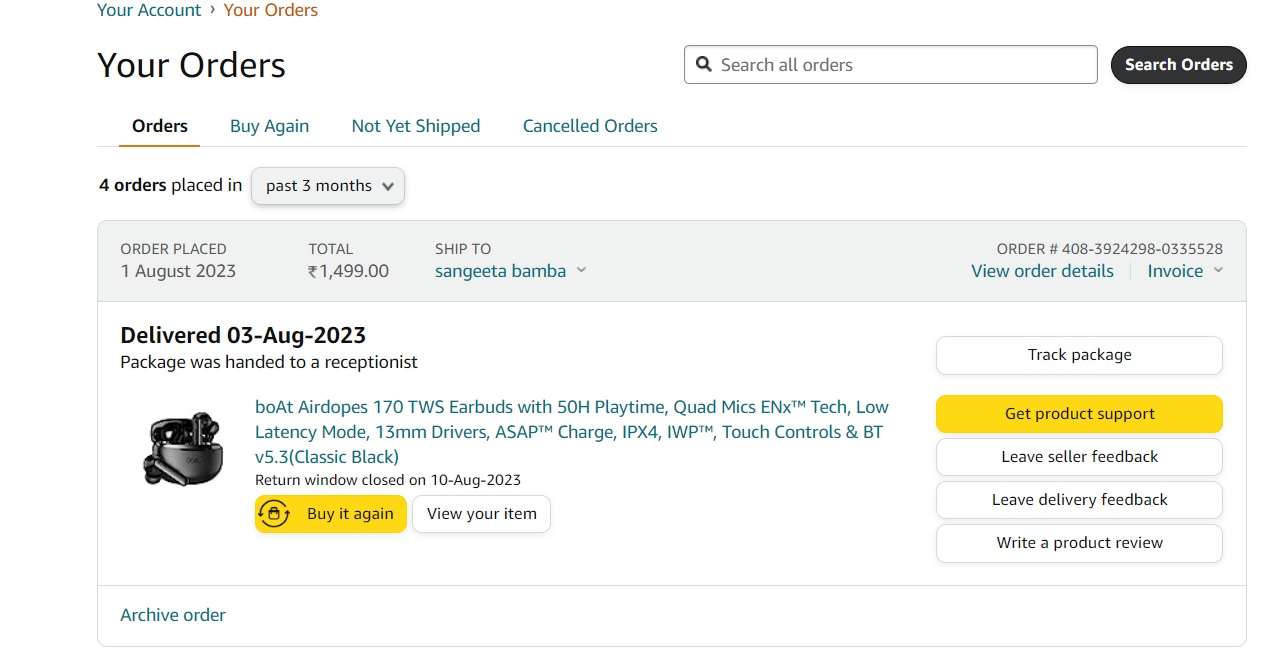 Your Account › Your Orders
Your Orders
Search all orders
Search Orders
Orders
Buy Again
Not Yet Shipped
Cancelled Orders
4 orders placed in past 3 months
ORDER PLACED
1 August 2023
TOTAL
₹1,499.00
SHIP TO
sangeeta bamba
ORDER # 408-3924298-0335528
View order details
Invoice
Delivered 03-Aug-2023
Package was handed to a receptionist
Track package
boAt Airdopes 170 TWS Earbuds with 50H Playtime, Quad Mics ENx™ Tech, Low
Latency Mode, 13mm Drivers, ASAP™ Charge, IPX4, IWP™, Touch Controls & BT
v5.3(Classic Black)
Return window closed on 10-Aug-2023
Buy it again
View your item
Get product support
Leave seller feedback
Leave delivery feedback
Write a product review
Archive order